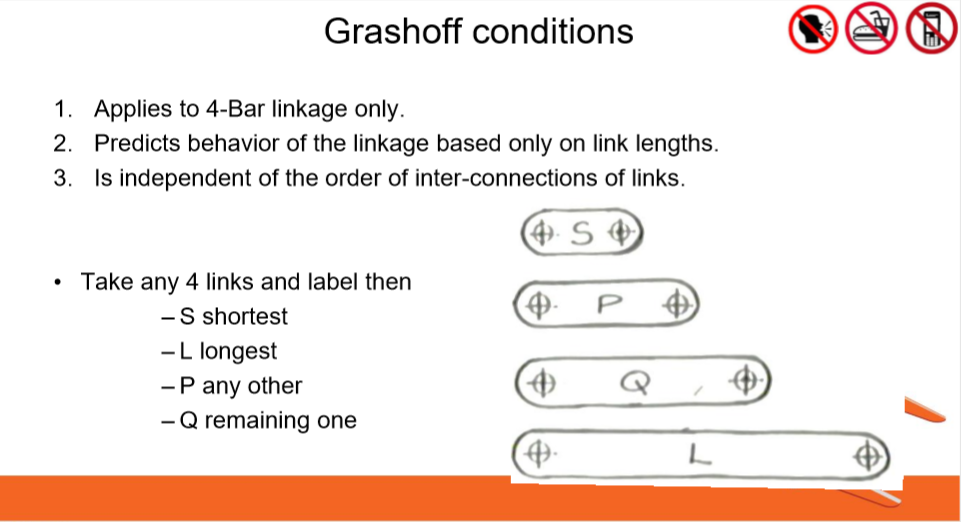 Grashoff conditions
1. Applies to 4-Bar linkage only.
2. Predicts behavior of the linkage based only on link lengths.
3. Is independent of the order of inter-connections of links.
• Take any 4 links and label then
– S shortest
– L longest
– P any other
– Q remaining one
S
P
Q
L